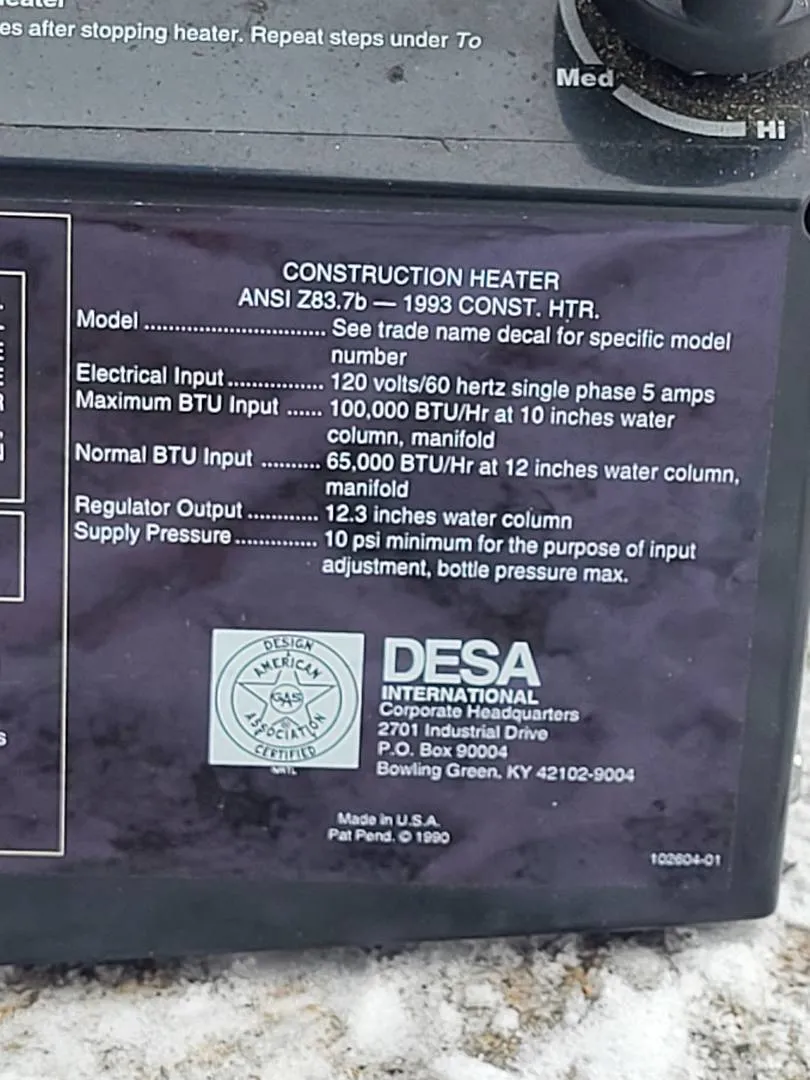 es after stopping heater. Repeat steps under To
Med
Hi
CONSTRUCTION HEATER
ANSI Z83.7b — 1993 CONST. HTR.
Model .............................. See trade name decal for specific model
number
Electrical Input ................ 120 volts/60 hertz single phase 5 amps
Maximum BTU Input ...... 100,000 BTU/Hr at 10 inches water
column, manifold
Normal BTU Input .......... 65,000 BTU/Hr at 12 inches water column,
manifold
Regulator Output ............ 12.3 inches water column
Supply Pressure .............. 10 psi minimum for the purpose of input
adjustment, bottle pressure max.
DESIGN
AMERICAN
GAS
ASSOCIATION
CERTIFIED
DESA
INTERNATIONAL
Corporate Headquarters
2701 Industrial Drive
P.O. Box 90004
Bowling Green, KY 42102-9004
Made in U.S.A.
Pat Pend. © 1990
102604-01